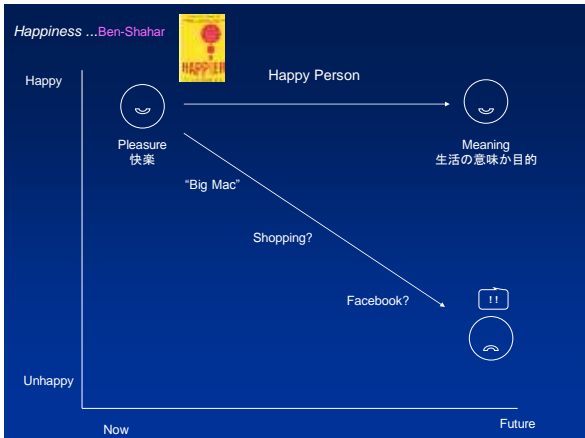 Happiness ...Ben-Shahar
HAPPIER
Happy
Happy Person
Pleasure
快楽
Meaning
生活の意味か目的
“Big Mac”
Shopping?
Facebook?
!!
Unhappy
Now
Future